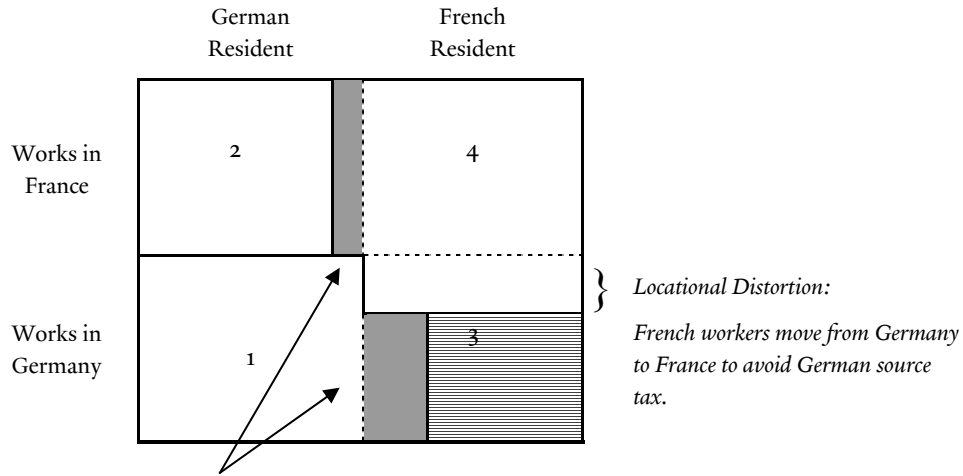 German
Resident
French
Resident
Works in
France
2
4
Locational Distortion:
French workers move from Germany
to France to avoid German source
tax.
Works in
Germany
1
3